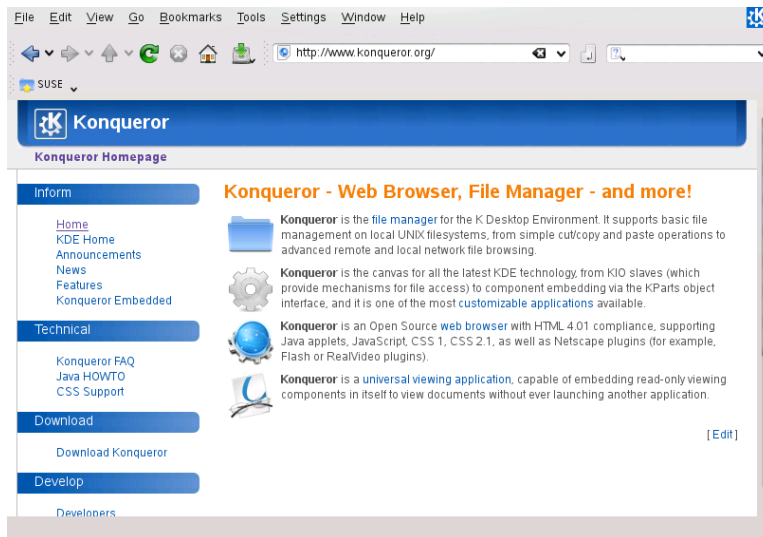 File Edit View Go Bookmarks Tools Settings Window Help
http://www.konqueror.org/
SUSE
Konqueror
Konqueror Homepage
Inform
Home
KDE Home
Announcements
News
Features
Konqueror Embedded
Technical
Konqueror FAQ
Java HOWTO
CSS Support
Download
Download Konqueror
Develop
Developers
Konqueror - Web Browser, File Manager - and more!
Konqueror is the file manager for the K Desktop Environment. It supports basic file
management on local UNIX filesystems, from simple cut/copy and paste operations to
advanced remote and local network file browsing.
Konqueror is the canvas for all the latest KDE technology, from KIO slaves (which
provide mechanisms for file access) to component embedding via the KParts object
interface, and it is one of the most customizable applications available.
Konqueror is an Open Source web browser with HTML 4.01 compliance, supporting
Java applets, JavaScript, CSS 1, CSS 2.1, as well as Netscape plugins (for example,
Flash or RealVideo plugins).
Konqueror is a universal viewing application, capable of embedding read-only viewing
components in itself to view documents without ever launching another application.
[ Edit ]